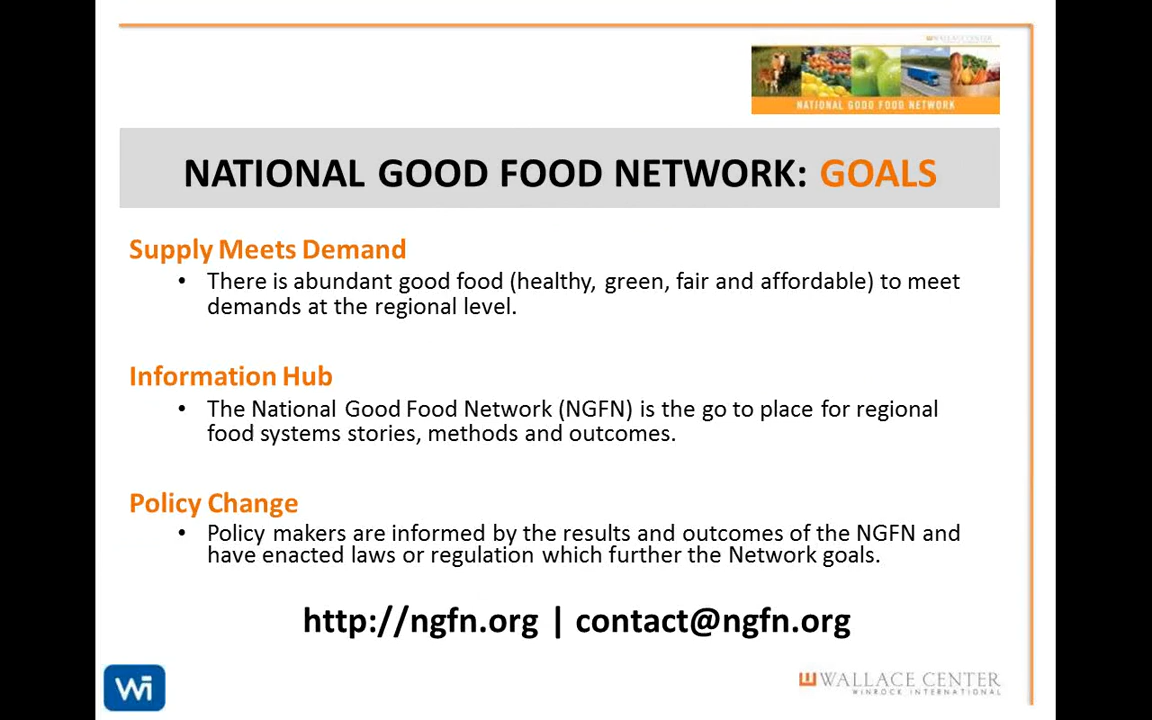 WALLACE CENTER
NATIONAL GOOD FOOD NETWORK
NATIONAL GOOD FOOD NETWORK: GOALS
Supply Meets Demand
• There is abundant good food (healthy, green, fair and affordable) to meet
demands at the regional level.
Information Hub
• The National Good Food Network (NGFN) is the go to place for regional
food systems stories, methods and outcomes.
Policy Change
• Policy makers are informed by the results and outcomes of the NGFN and
have enacted laws or regulation which further the Network goals.
http://ngfn.org | contact@ngfn.org
Wi
WALLACE CENTER
WINROCK INTERNATIONAL